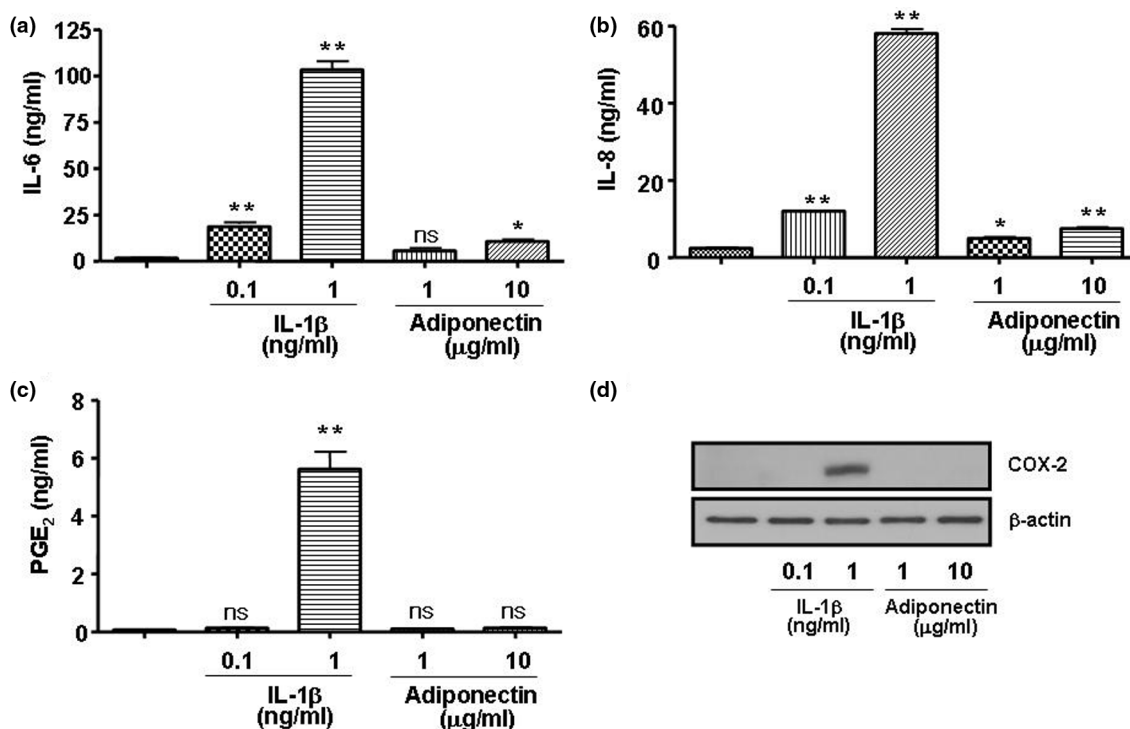 (a)
IL-6 (ng/ml)
125
100
75
50
25
0
**
**
ns
*
0.1 1 1 10
IL-1β Adiponectin
(ng/ml) (μg/ml)
(b)
IL-8 (ng/ml)
60
40
20
0
**
**
*
**
0.1 1 1 10
IL-1β Adiponectin
(ng/ml) (μg/ml)
(c)
PGE2 (ng/ml)
8
6
4
2
0
ns
**
ns
ns
0.1 1 1 10
IL-1β Adiponectin
(ng/ml) (μg/ml)
(d)
COX-2
β-actin
0.1 1 1 10
IL-1β Adiponectin
(ng/ml) (μg/ml)